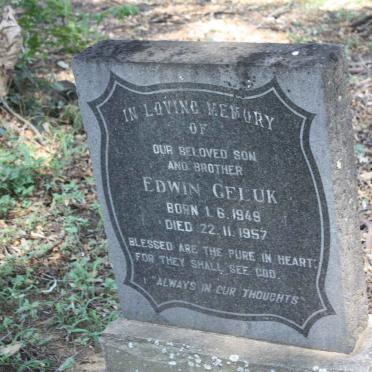 IN LOVING MEMORY
OF
OUR BELOVED SON
AND BROTHER
EDWIN GELUK
BORN 1.6.1949
DIED 22.11.1957
BLESSED ARE THE PURE IN HEART
FOR THEY SHALL SEE GOD.
"ALWAYS IN OUR THOUGHTS"